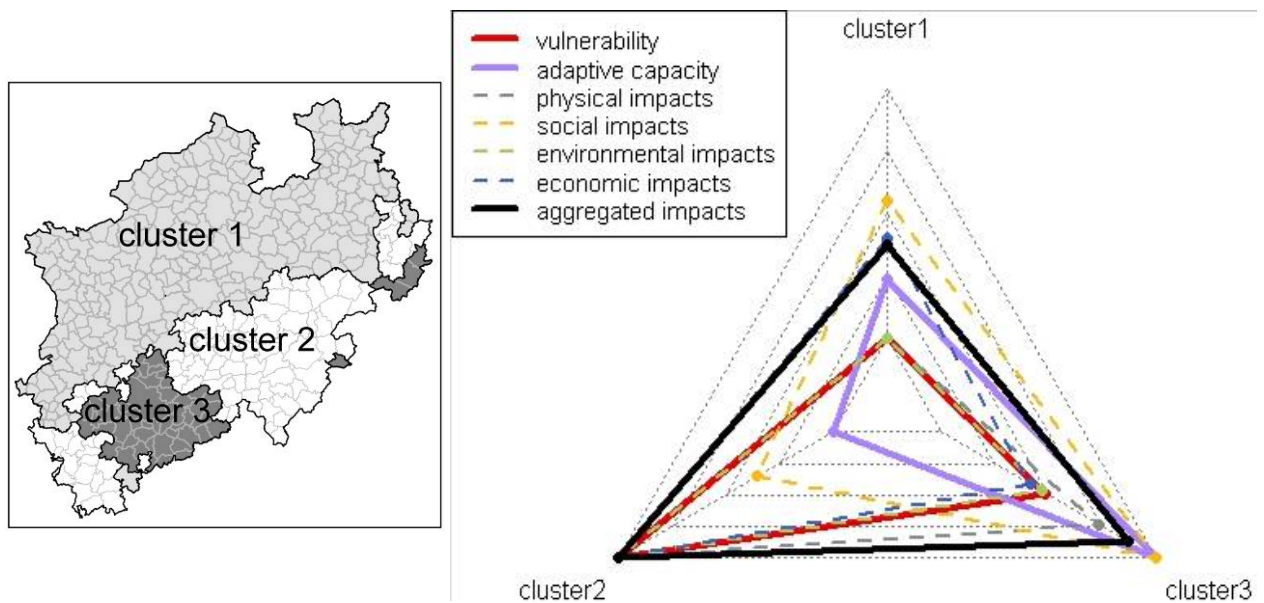 cluster 1
cluster 2
cluster 3
vulnerability
adaptive capacity
physical impacts
social impacts
environmental impacts
economic impacts
aggregated impacts
cluster1
cluster2
cluster3